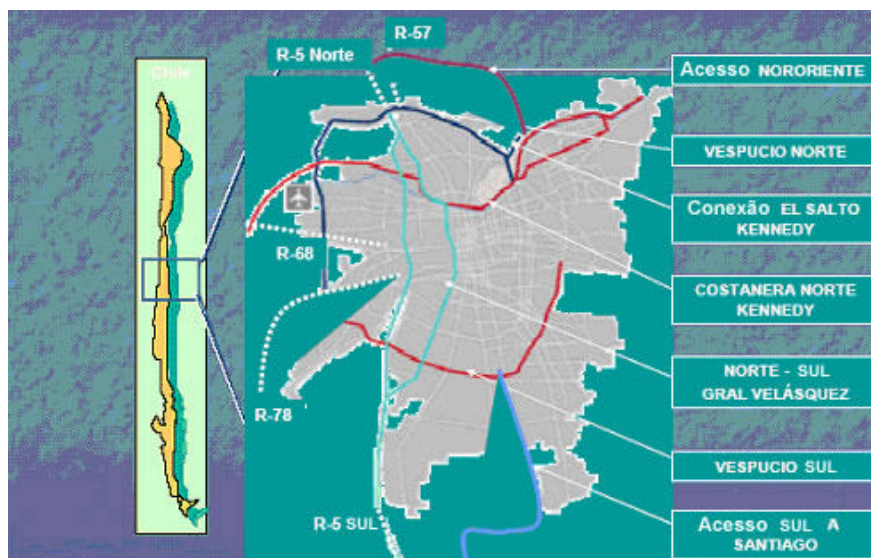 R-57
R-5 Norte
Chile
Acesso NORORIENTE
VESPUCIO NORTE
Conexão EL SALTO
KENNEDY
R-68
COSTANERA NORTE
KENNEDY
NORTE - SUL
GRAL VELÁSQUEZ
R-78
VESPUCIO SUL
R-5 SUL
Acesso SUL A
SANTIAGO